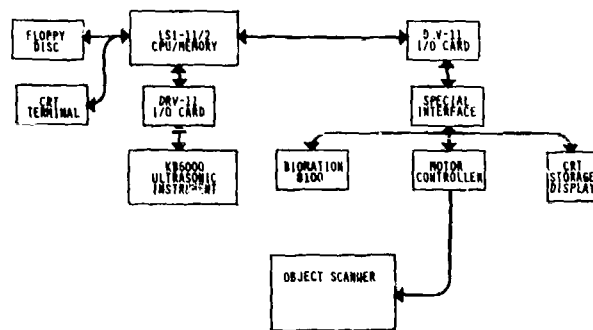 FLOPPY
DISC
LSI-11/2
CPU/MEMORY
D.V-11
I/O CARD
CRT
TERMINAL
DRV-11
I/O CARD
SPECIAL
INTERFACE
KB6000
ULTRASONIC
INSTRUMENT
BIOMATION
8100
MOTOR
CONTROLLER
CRT
STORAGE
DISPLAY
OBJECT SCANNER